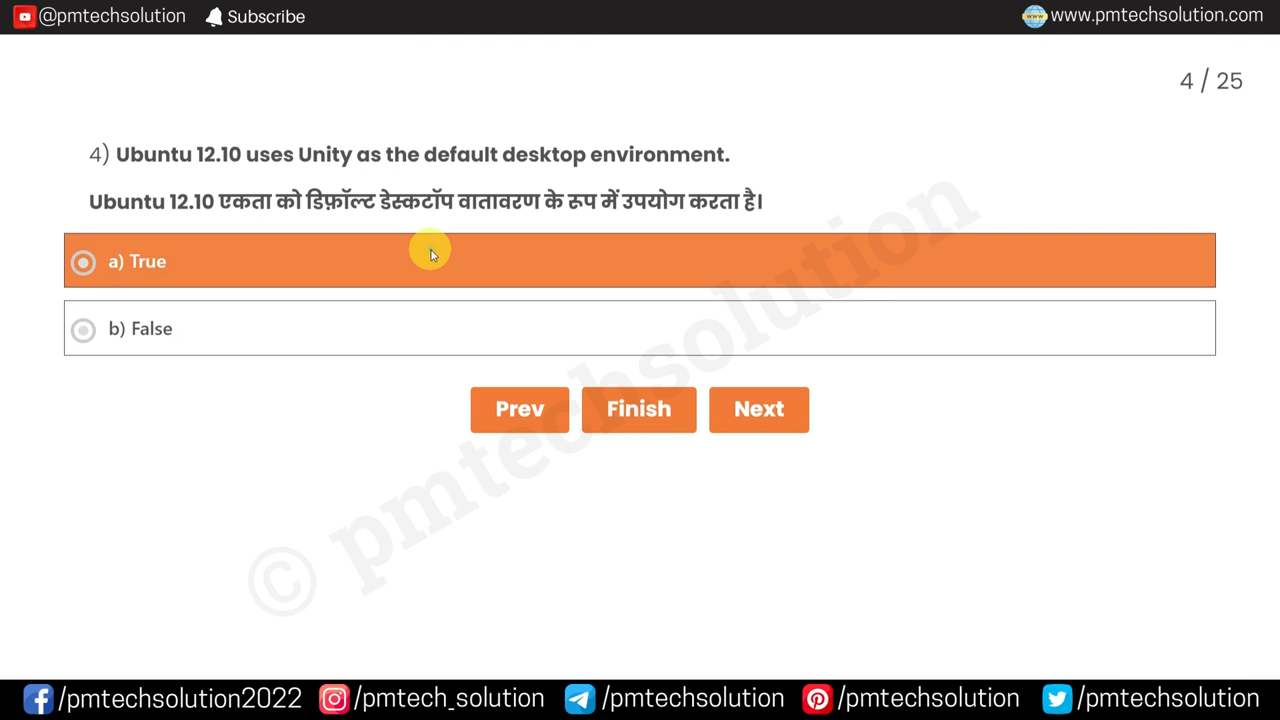 @pmtechsolution Subscribe www.pmtechsolution.com
4 / 25
4) Ubuntu 12.10 uses Unity as the default desktop environment.
Ubuntu 12.10 एकता को डिफ़ॉल्ट डेस्कटॉप वातावरण के रूप में उपयोग करता है।
a) True
b) False
Prev Finish Next
© pmtechsolution
/pmtechsolution2022 /pmtech_solution /pmtechsolution /pmtechsolution /pmtechsolution